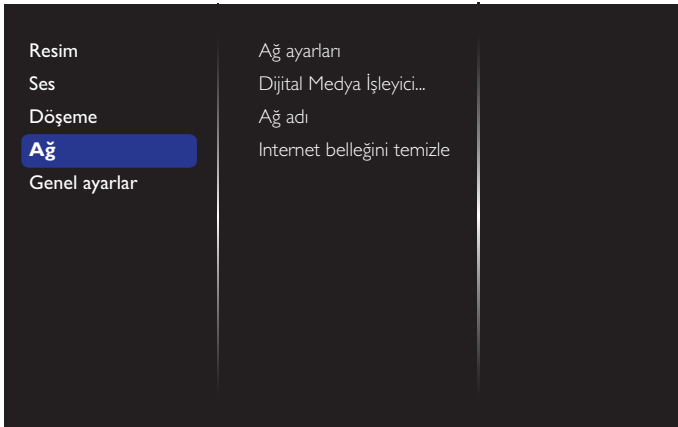 Resim
Ses
Döşeme
Ağ
Genel ayarlar
Ağ ayarları
Dijital Medya İşleyici...
Ağ adı
Internet belleğini temizle